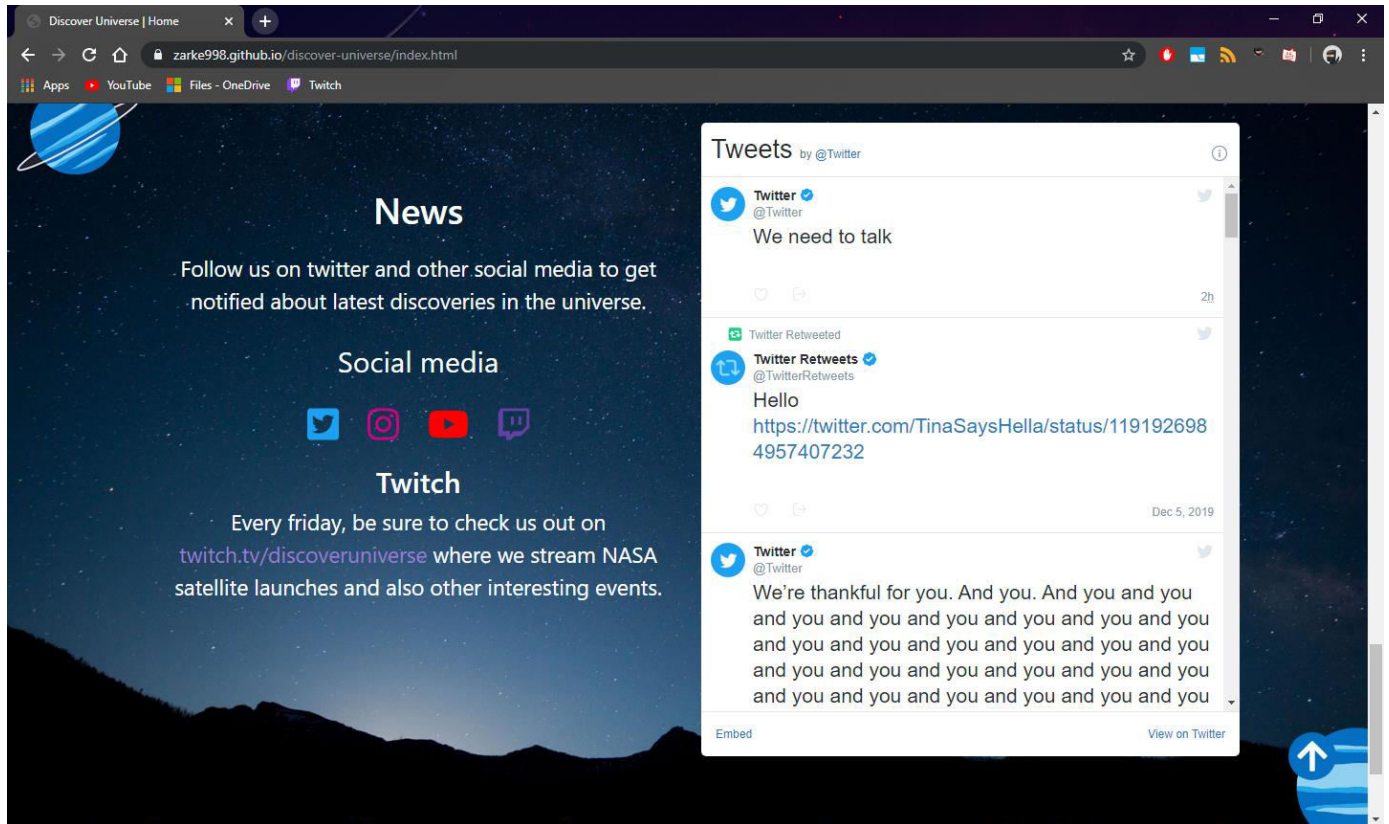 Discover Universe | Home
zarke998.github.io/discover-universe/index.html
Apps
YouTube
Files - OneDrive
Twitch
News
Follow us on twitter and other social media to get
notified about latest discoveries in the universe.
Social media
Twitch
Every friday, be sure to check us out on
twitch.tv/discoveruniverse where we stream NASA
satellite launches and also other interesting events.
Tweets by @Twitter
Twitter
@Twitter
We need to talk
2h
Twitter Retweeted
Twitter Retweets
@TwitterRetweets
Hello
https://twitter.com/TinaSaysHella/status/119192698
4957407232
Dec 5, 2019
Twitter
@Twitter
We’re thankful for you. And you. And you and you
and you and you and you and you and you and you
and you and you and you and you and you and you
and you and you and you and you and you and you
and you and you and you and you and you and you
Embed
View on Twitter